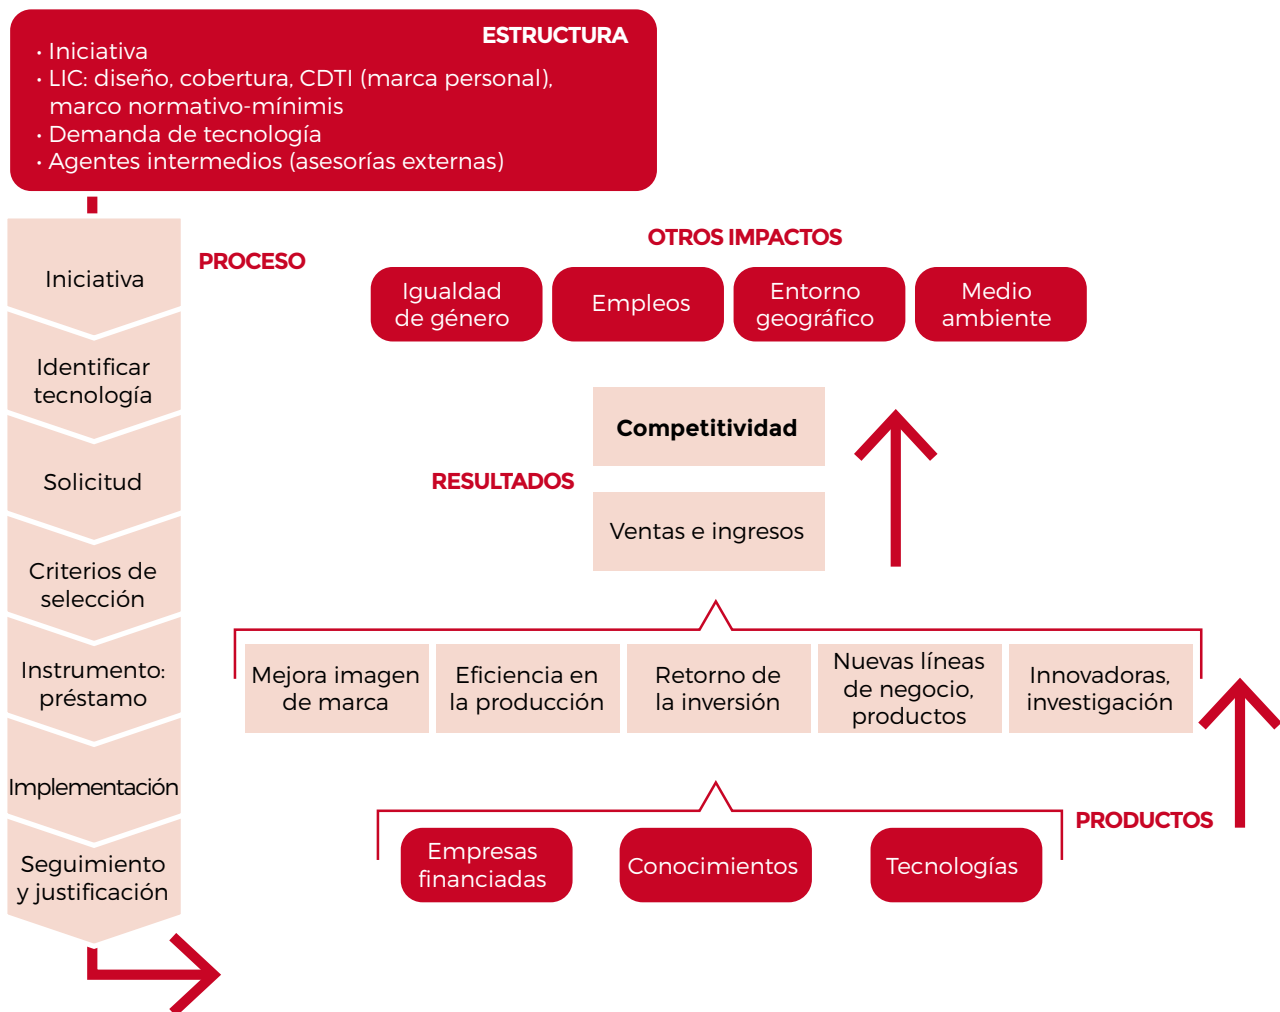 ESTRUCTURA
• Iniciativa
• LIC: diseño, cobertura, CDTI (marca personal),
marco normativo-mínimis
• Demanda de tecnología
• Agentes intermedios (asesorías externas)
PROCESO
Iniciativa
Identificar
tecnología
Solicitud
Criterios de
selección
Instrumento:
préstamo
Implementación
Seguimiento
y justificación
OTROS IMPACTOS
Igualdad
de género
Empleos
Entorno
geográfico
Medio
ambiente
RESULTADOS
Competitividad
Ventas e ingresos
Mejora imagen
de marca
Eficiencia en
la producción
Retorno de
la inversión
Nuevas líneas
de negocio,
productos
Innovadoras,
investigación
PRODUCTOS
Empresas
financiadas
Conocimientos
Tecnologías